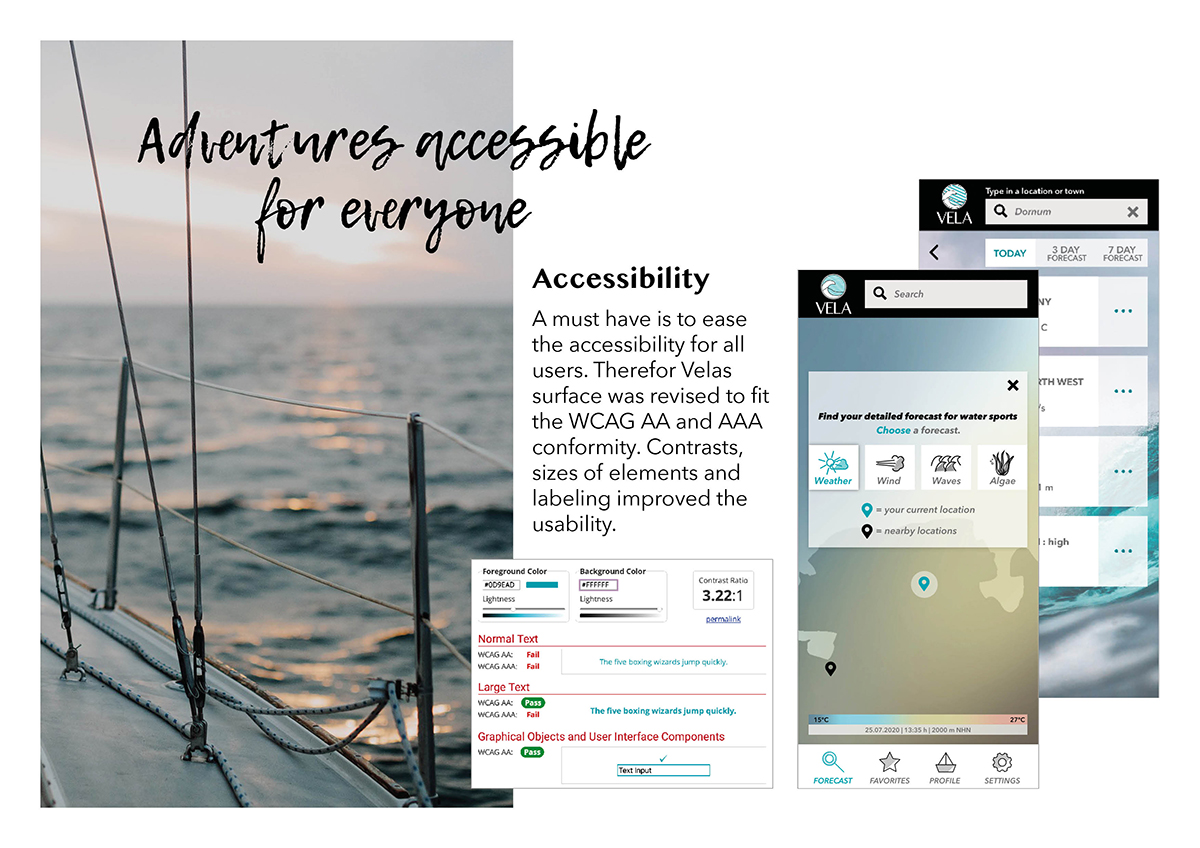 Adventures accessible
for everyone
Accessibility
A must have is to ease
the accessibility for all
users. Therefor Velas
surface was revised to fit
the WCAG AA and AAA
conformity. Contrasts,
sizes of elements and
labeling improved the
usability.
Foreground Color
#0D9EAD
Lightness
Background Color
#FFFFFF
Lightness
Contrast Ratio
3.22:1
permalink
Normal Text
WCAG AA: Fail
WCAG AAA: Fail
The five boxing wizards jump quickly.
Large Text
WCAG AA: Pass
WCAG AAA: Fail
The five boxing wizards jump quickly.
Graphical Objects and User Interface Components
WCAG AA: Pass
✓
Text Input
VELA
Search
Find your detailed forecast for water sports
Choose a forecast.
Weather
Wind
Waves
Algae
= your current location
= nearby locations
15°C
27°C
25.07.2020 | 13:35 h | 2000 m NHN
FORECAST
FAVORITES
PROFILE
SETTINGS
VELA
Type in a location or town
Dornum
TODAY
3 DAY
FORECAST
7 DAY
FORECAST
NY
C
RTH WEST
/s
1 m
: high